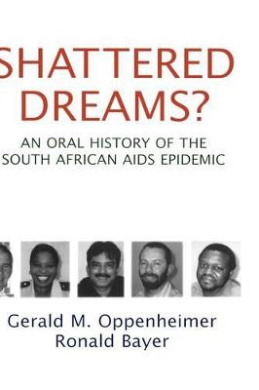 SHATTERED
DREAMS?
AN ORAL HISTORY OF THE
SOUTH AFRICAN AIDS EPIDEMIC
Gerald M. Oppenheimer
Ronald Bayer